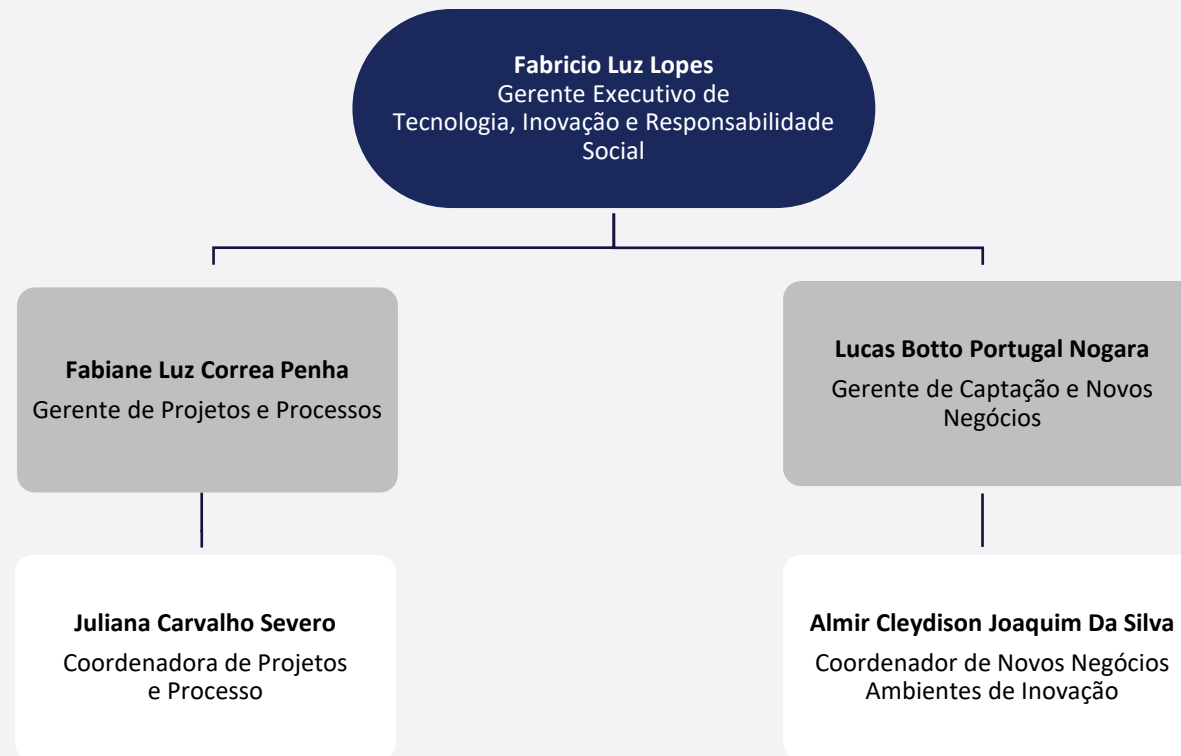 Fabricio Luz Lopes
Gerente Executivo de
Tecnologia, Inovação e Responsabilidade
Social
Fabiane Luz Correa Penha
Gerente de Projetos e Processos
Lucas Botto Portugal Nogara
Gerente de Captação e Novos
Negócios
Juliana Carvalho Severo
Coordenadora de Projetos
e Processo
Almir Cleydison Joaquim Da Silva
Coordenador de Novos Negócios
Ambientes de Inovação